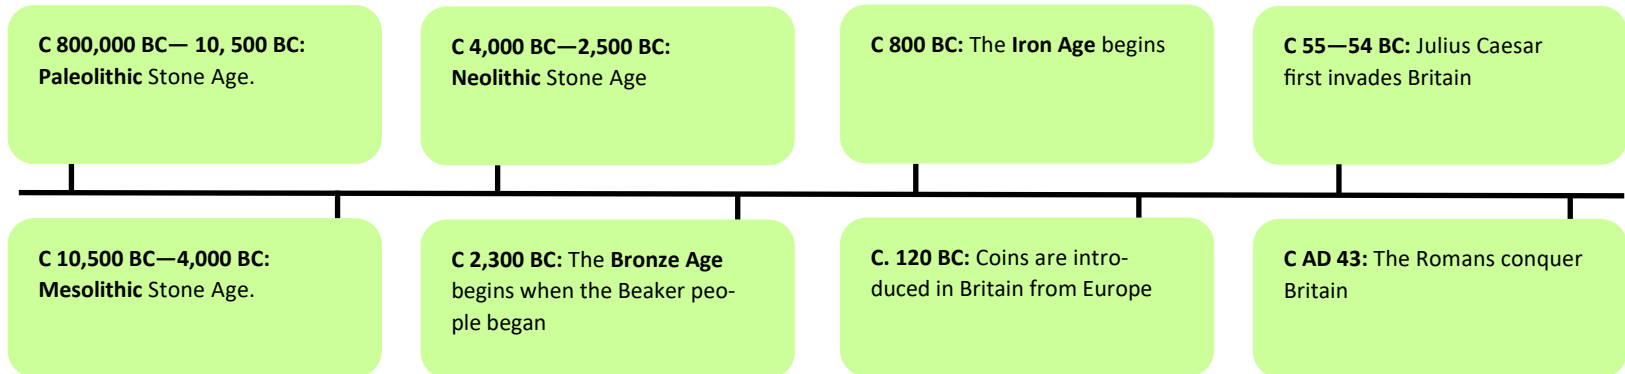 C 800,000 BC— 10, 500 BC:
Paleolithic Stone Age.
C 10,500 BC—4,000 BC:
Mesolithic Stone Age.
C 4,000 BC—2,500 BC:
Neolithic Stone Age
C 2,300 BC: The Bronze Age
begins when the Beaker peo-
ple began
C 800 BC: The Iron Age begins
C. 120 BC: Coins are intro-
duced in Britain from Europe
C 55—54 BC: Julius Caesar
first invades Britain
C AD 43: The Romans conquer
Britain